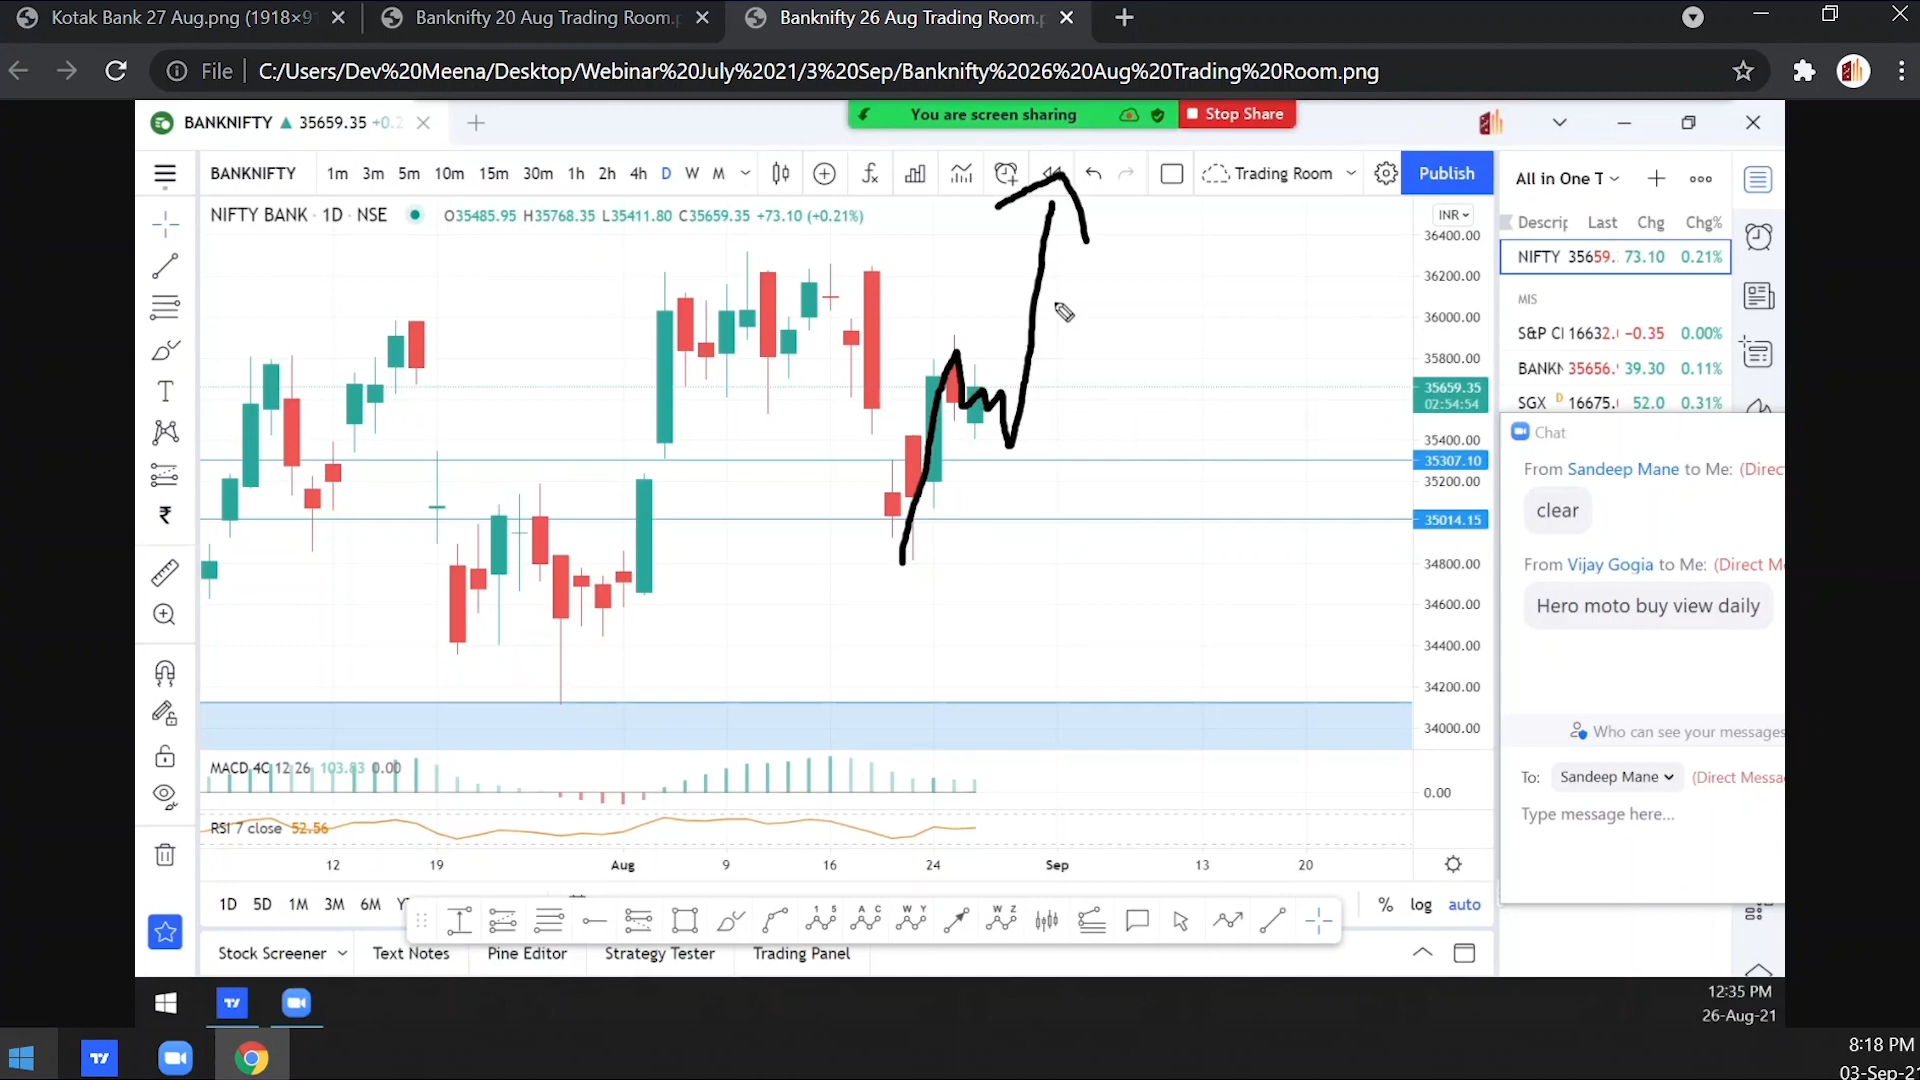 Kotak Bank 27 Aug.png (1918×9
Banknifty 20 Aug Trading Room.p
Banknifty 26 Aug Trading Room.p
File
C:/Users/Dev%20Meena/Desktop/Webinar%20July%2021/3%20Sep/Banknifty%2026%20Aug%20Trading%20Room.png
BANKNIFTY ▲ 35659.35 +0.2
You are screen sharing
Stop Share
BANKNIFTY 1m 3m 5m 10m 15m 30m 1h 2h 4h D W M
Trading Room
Publish
All in One T
NIFTY BANK · 1D · NSE
O35485.95 H35768.35 L35411.80 C35659.35 +73.10 (+0.21%)
INR
Last Chg Chg%
NIFTY 35659. 73.10 0.21%
MIS
S&P CI 16632. −0.35 0.00%
BANKN 35656. 39.30 0.11%
SGX D 16675. 52.0 0.31%
36400.00
36200.00
36000.00
35800.00
35659.35
02:54:54
35400.00
35307.10
35200.00
35014.15
34800.00
34600.00
34400.00
34200.00
34000.00
Chat
From Sandeep Mane to Me: (Direc
clear
From Vijay Gogia to Me: (Direct M
Hero moto buy view daily
Who can see your messages
To: Sandeep Mane (Direct Messa
Type message here...
MACD 4C 12 26 103.83 0.00
0.00
RSI 7 close 52.56
12 19 Aug 9 16 24 Sep 13 20
1D 5D 1M 3M 6M
% log auto
Stock Screener Text Notes Pine Editor Strategy Tester Trading Panel
12:35 PM
26-Aug-21
8:18 PM
03-Sep-21